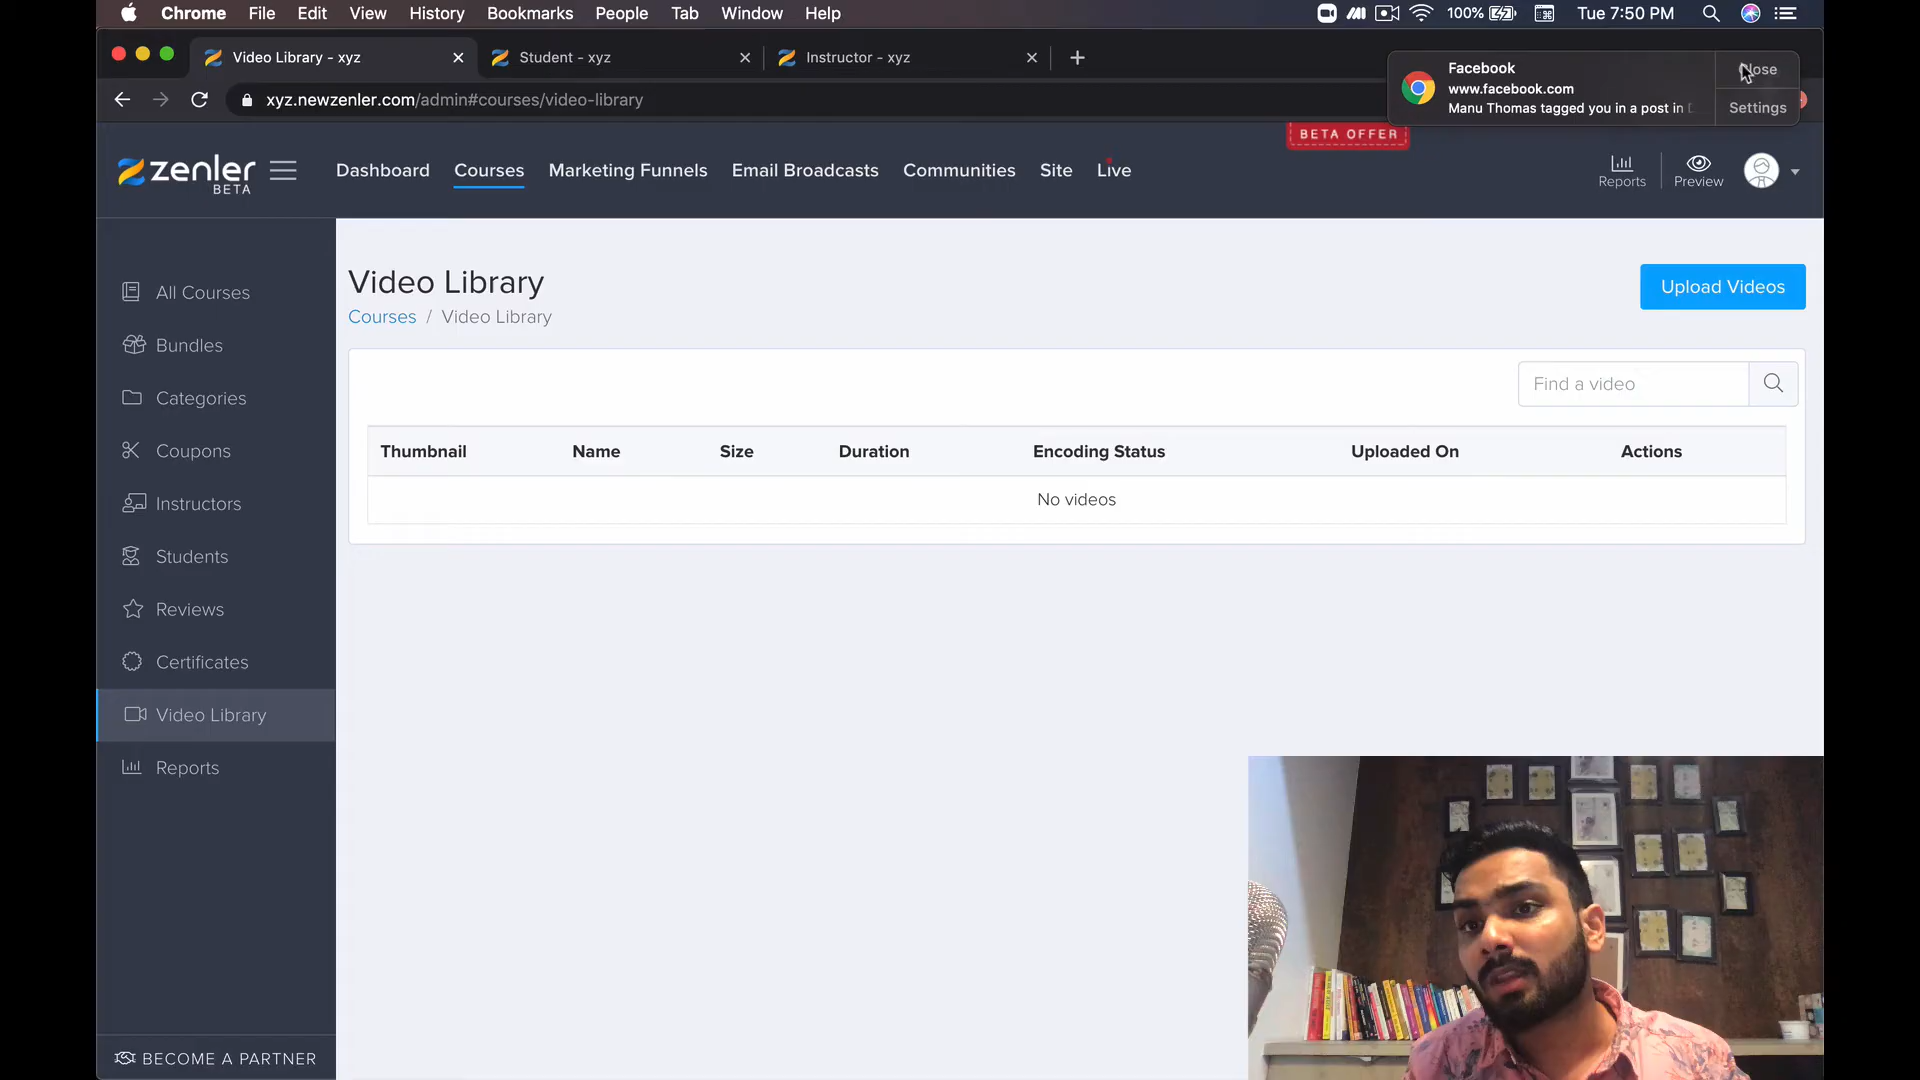 Chrome File Edit View History Bookmarks People Tab Window Help 100% Tue 7:50 PM
Video Library - xyz Student - xyz Instructor - xyz
xyz.newzenler.com/admin#courses/video-library
Facebook
www.facebook.com
Manu Thomas tagged you in a post in
Settings
BETA OFFER
zenler BETA Dashboard Courses Marketing Funnels Email Broadcasts Communities Site Live Reports Preview
All Courses
Bundles
Categories
Coupons
Instructors
Students
Reviews
Certificates
Video Library
Reports
BECOME A PARTNER
Video Library
Upload Videos
Courses / Video Library
Find a video
Thumbnail Name Size Duration Encoding Status Uploaded On Actions
No videos